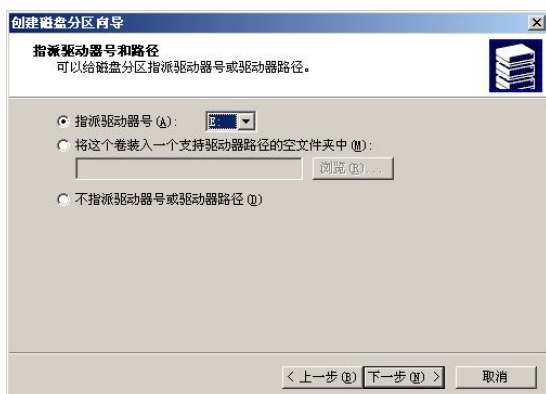 创建磁盘分区向导
指派驱动器号和路径
可以给磁盘分区指派驱动器号或驱动器路径。
指派驱动器号(A): E:
将这个卷装入一个支持驱动器路径的空文件夹中(M):
浏览(R)...
不指派驱动器号或驱动器路径(D)
< 上一步(B) 下一步(N) > 取消